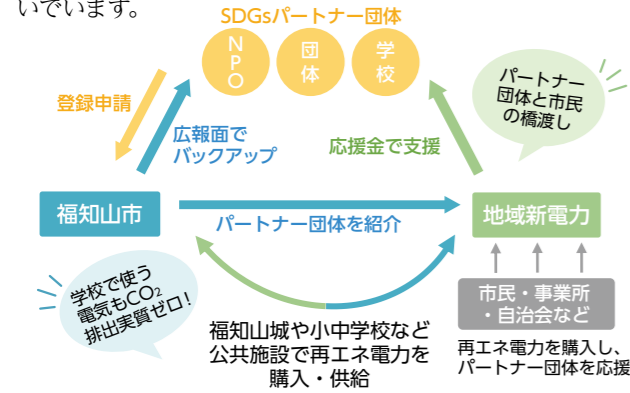 いでいます。
SDGsパートナー団体
NPO
団体
学校
登録申請
広報面で
バックアップ
応援金で支援
パートナー
団体と市民
の橋渡し
福知山市
パートナー団体を紹介
地域新電力
学校で使う
電気もCO₂
排出実質ゼロ!
福知山城や小中学校など
公共施設で再エネ電力を
購入・供給
市民・事業所
・自治会など
再エネ電力を購入し、
パートナー団体を応援